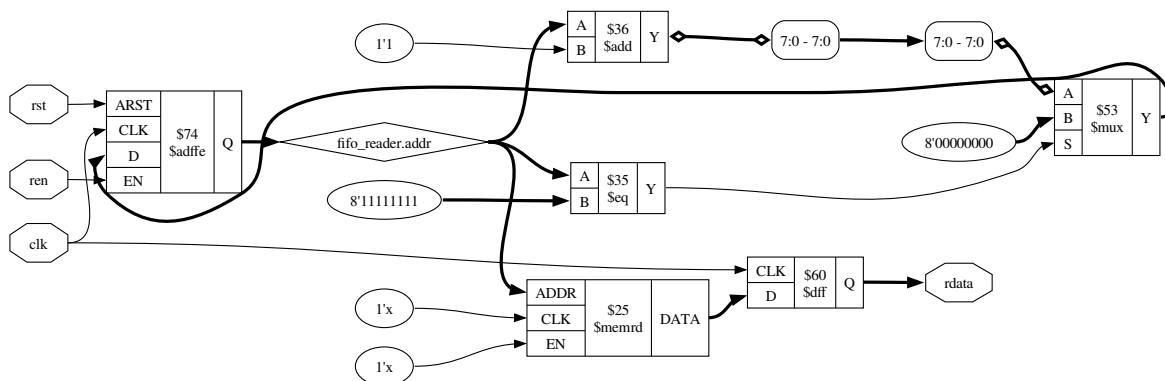 rst
ren
clk
ARST
CLK
D
EN
$74
$adffe
Q
fifo_reader.addr
1'1
A
B
$36
$add
Y
7:0 - 7:0
7:0 - 7:0
8'11111111
A
B
$35
$eq
Y
8'00000000
A
B
S
$53
$mux
Y
1'x
1'x
ADDR
CLK
EN
$25
$memrd
DATA
CLK
D
$60
$dff
Q
rdata